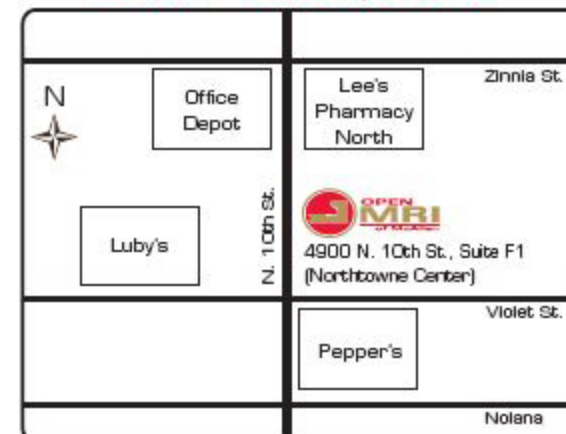 Zinnia St.
N
Office
Depot
Lee's
Pharmacy
North
N. 10th St.
OPEN
MRI
Luby's
4900 N. 10th St., Suite F1
(Northtowne Center)
Violet St.
Pepper's
Nolana